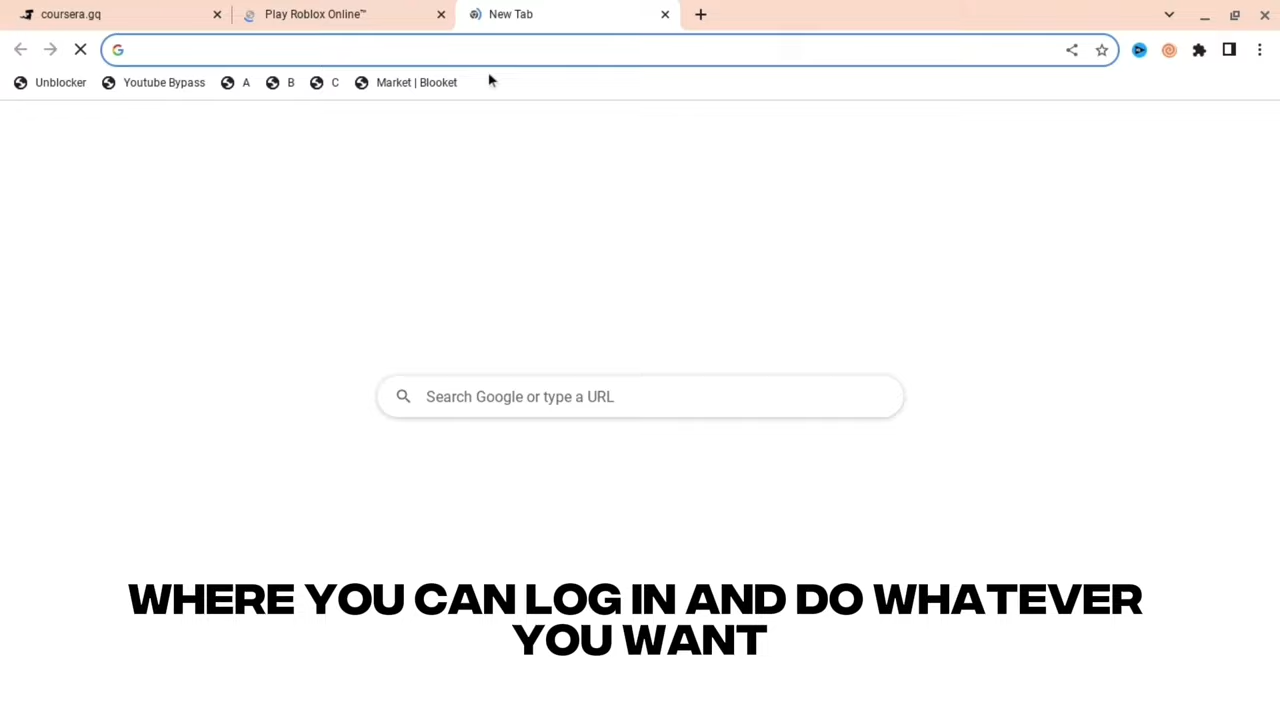 coursera.gq
Play Roblox Online™
New Tab
Unblocker
Youtube Bypass
A
B
C
Market | Blooket
Search Google or type a URL
WHERE YOU CAN LOG IN AND DO WHATEVER
YOU WANT